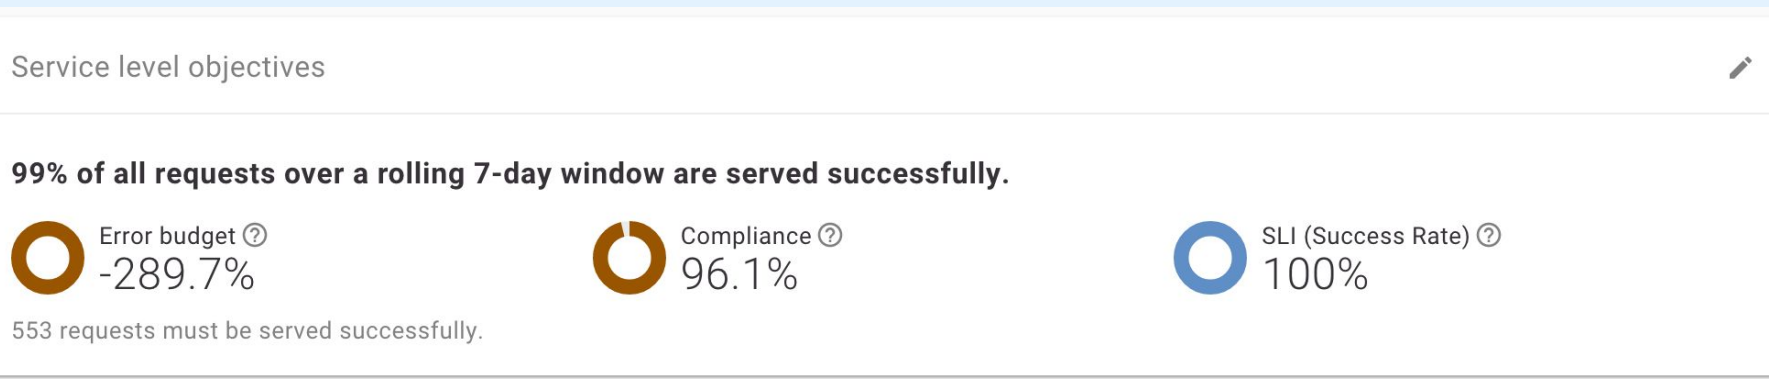 Service level objectives
99% of all requests over a rolling 7-day window are served successfully.
Error budget ?
-289.7%
Compliance ?
96.1%
SLI (Success Rate) ?
100%
553 requests must be served successfully.